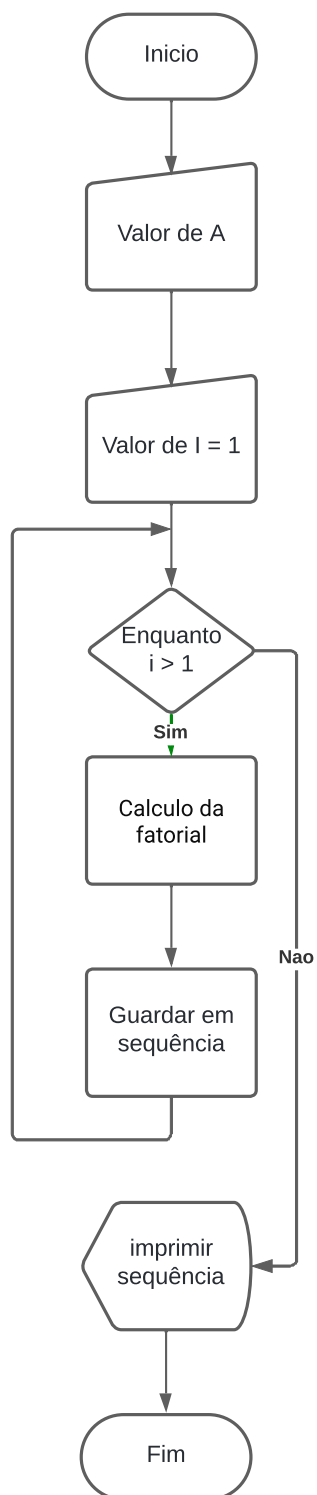 Inicio
Valor de A
Valor de I = 1
Enquanto
i > 1
Sim
Calculo da
fatorial
Nao
Guardar em
sequência
imprimir
sequência
Fim